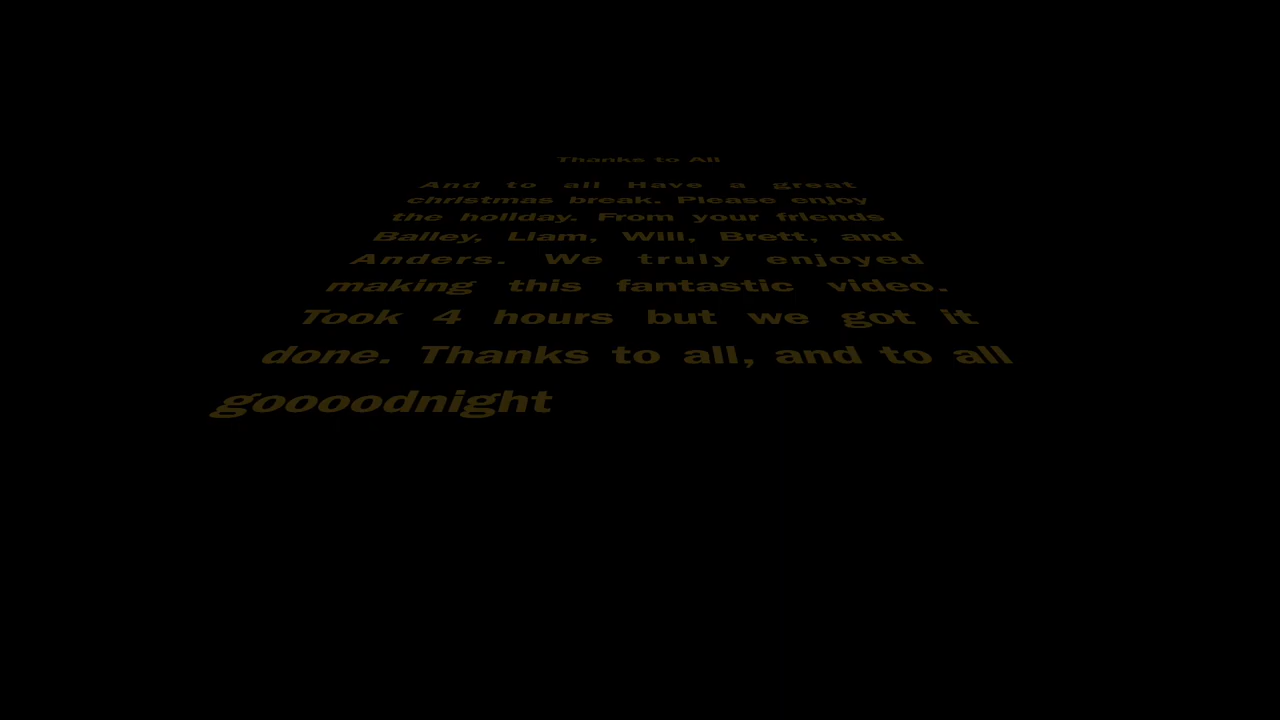 Thanks to All
And to all Have a great
christmas break. Please enjoy
the holiday. From your friends
Bailey, Liam, Will, Brett, and
Anders. We truly enjoyed
making this fantastic video.
Took 4 hours but we got it
done. Thanks to all, and to all
goooodnight